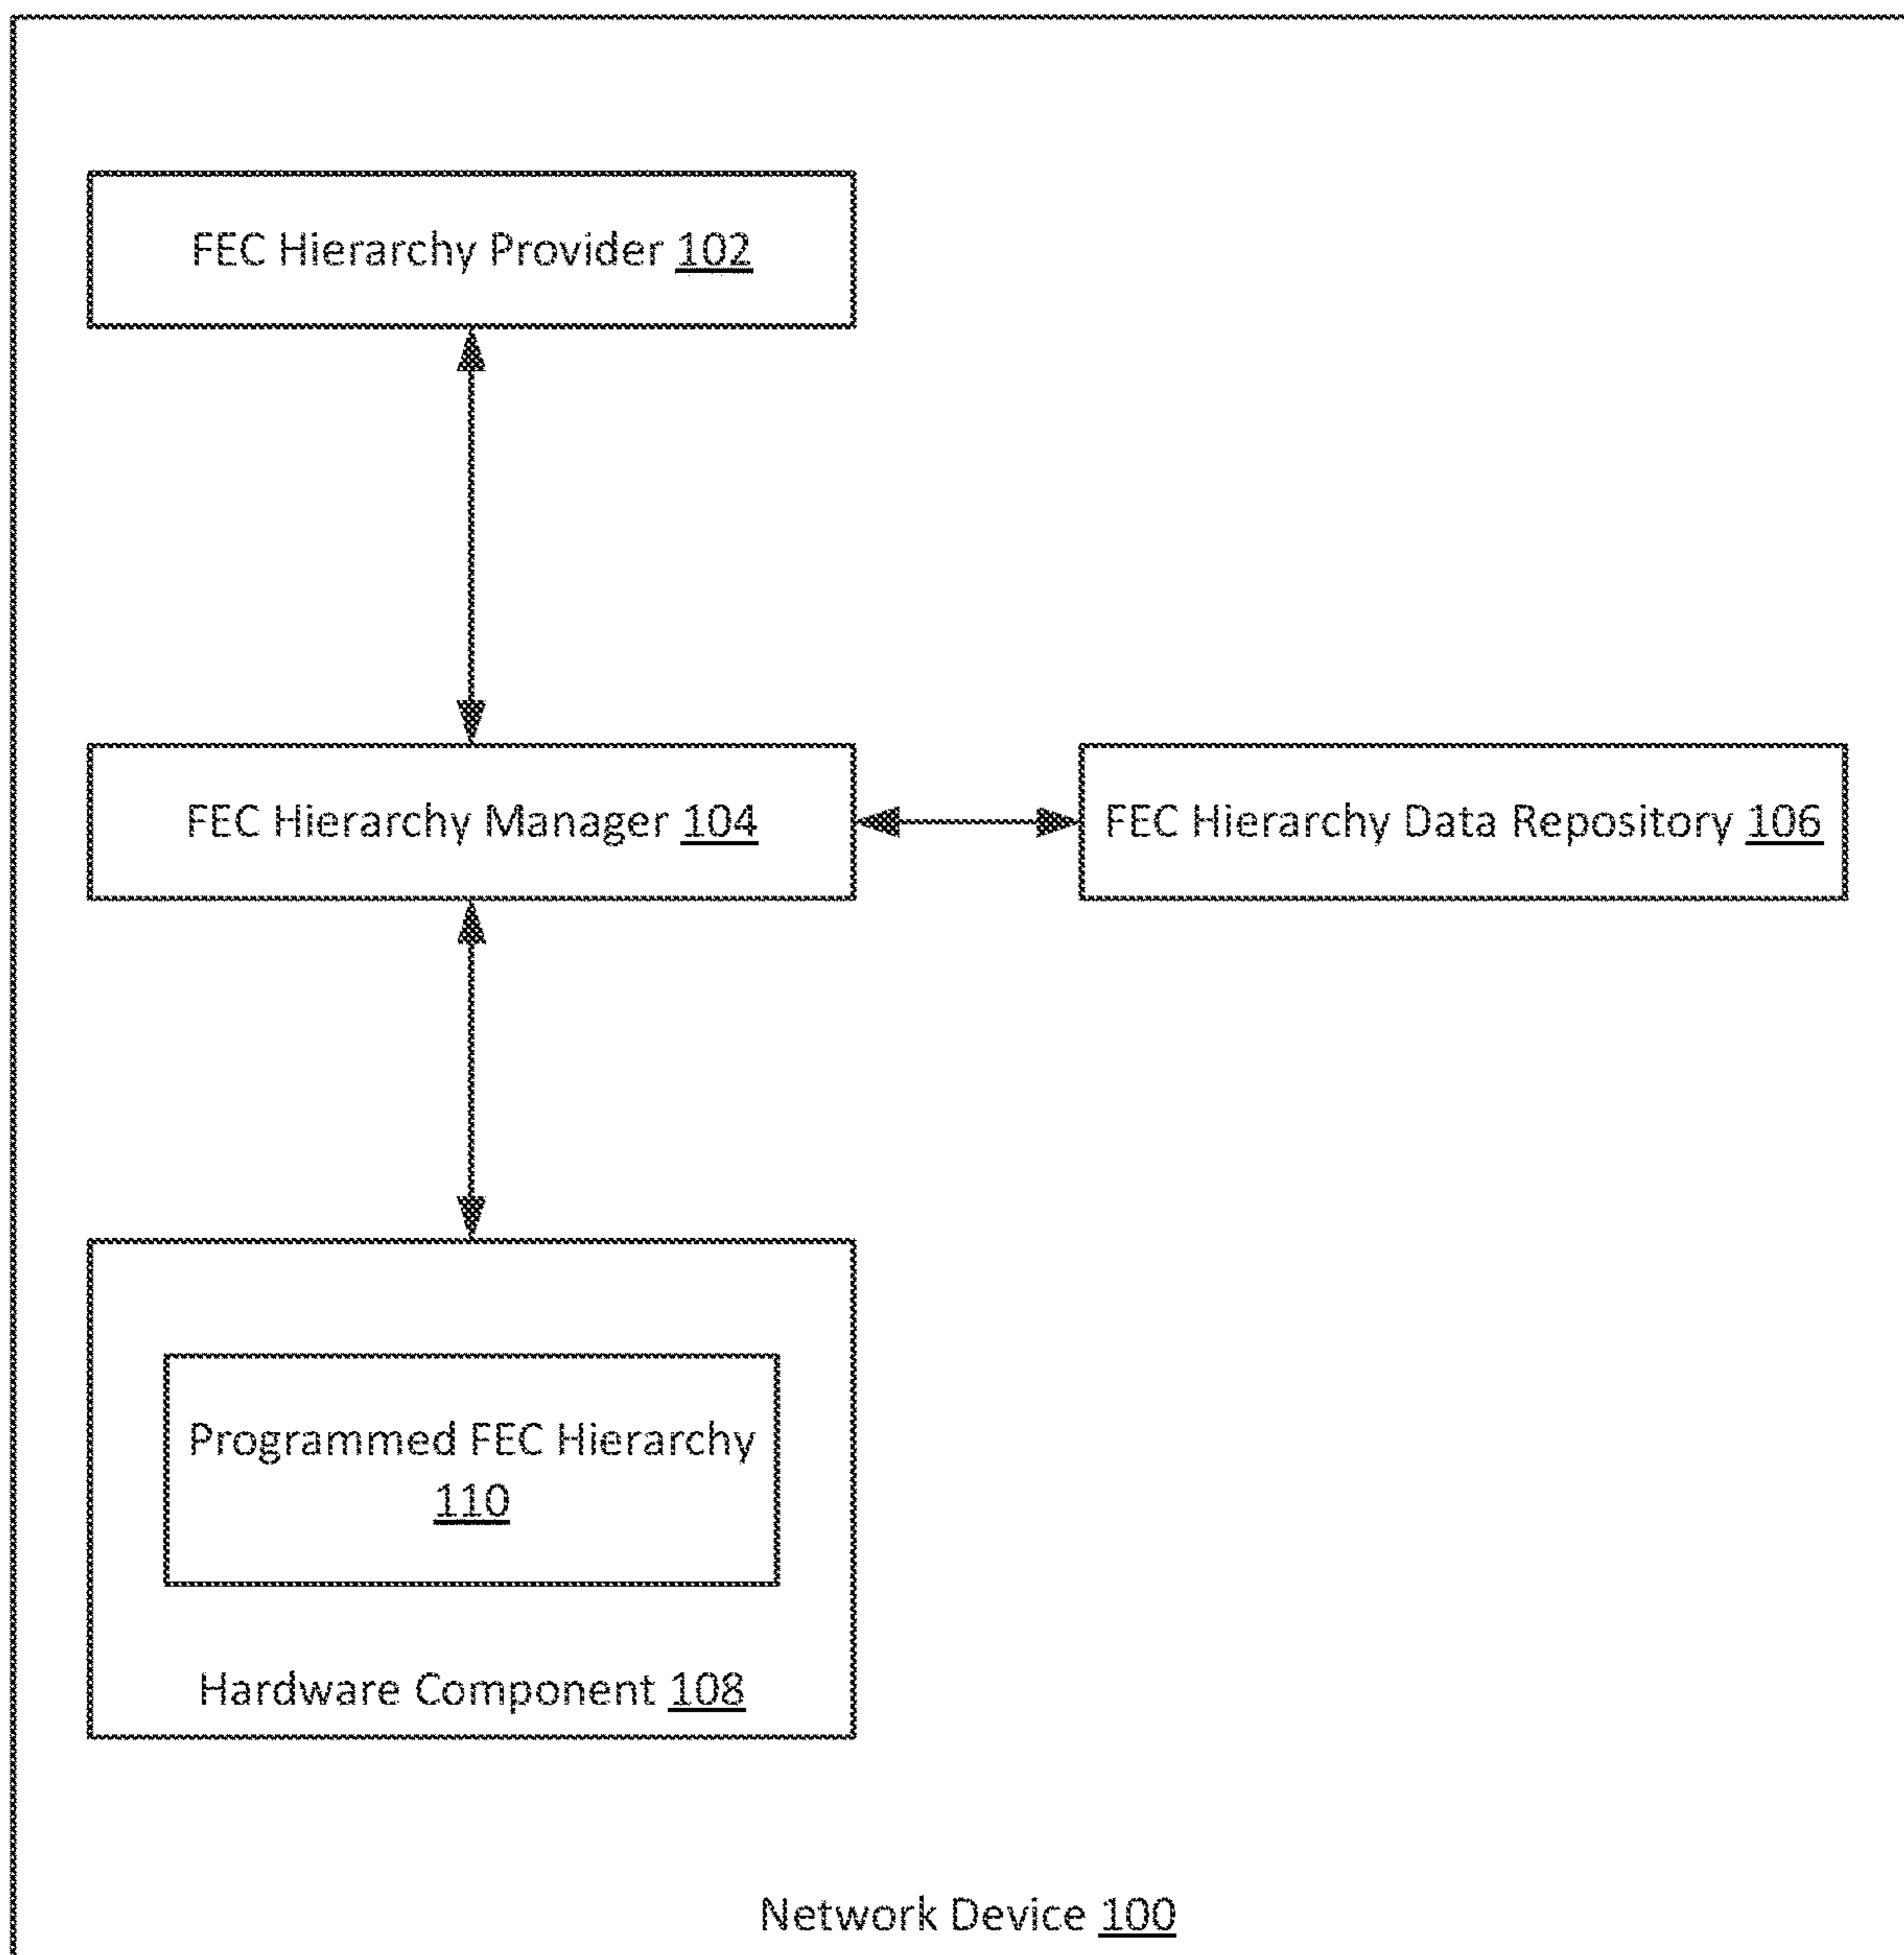 FEC Hierarchy Provider 102
FEC Hierarchy Manager 104
FEC Hierarchy Data Repository 106
Programmed FEC Hierarchy
110
Hardware Component 108
Network Device 100